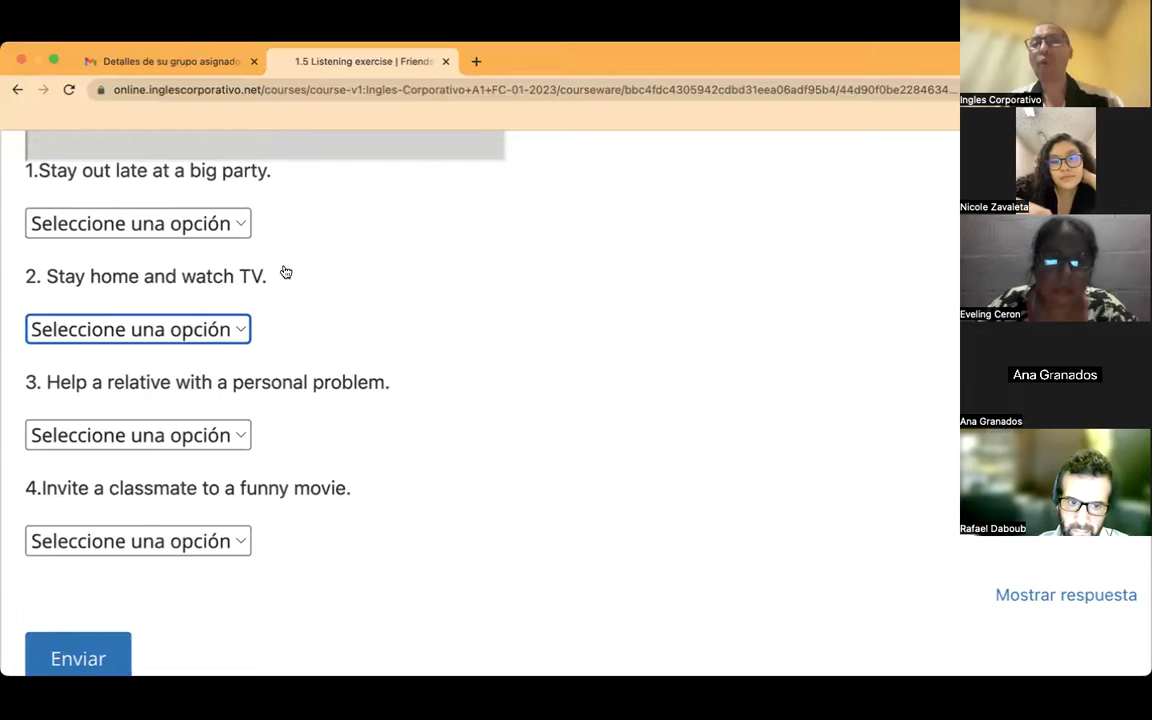 Detalles de su grupo asignado
1.5 Listening exercise | Friends
online.inglescorporativo.net/courses/course-v1:Ingles-Corporativo+A1+FC-01-2023/courseware/bbc4fdc4305942cdbd31eea06adf95b4/44d90f0be2284634...
1.Stay out late at a big party.
Seleccione una opción
2. Stay home and watch TV.
Seleccione una opción
3. Help a relative with a personal problem.
Seleccione una opción
4.Invite a classmate to a funny movie.
Seleccione una opción
Mostrar respuesta
Enviar
Ingles Corporativo
Nicole Zavaleta
Eveling Ceron
Ana Granados
Ana Granados
Rafael Daboub